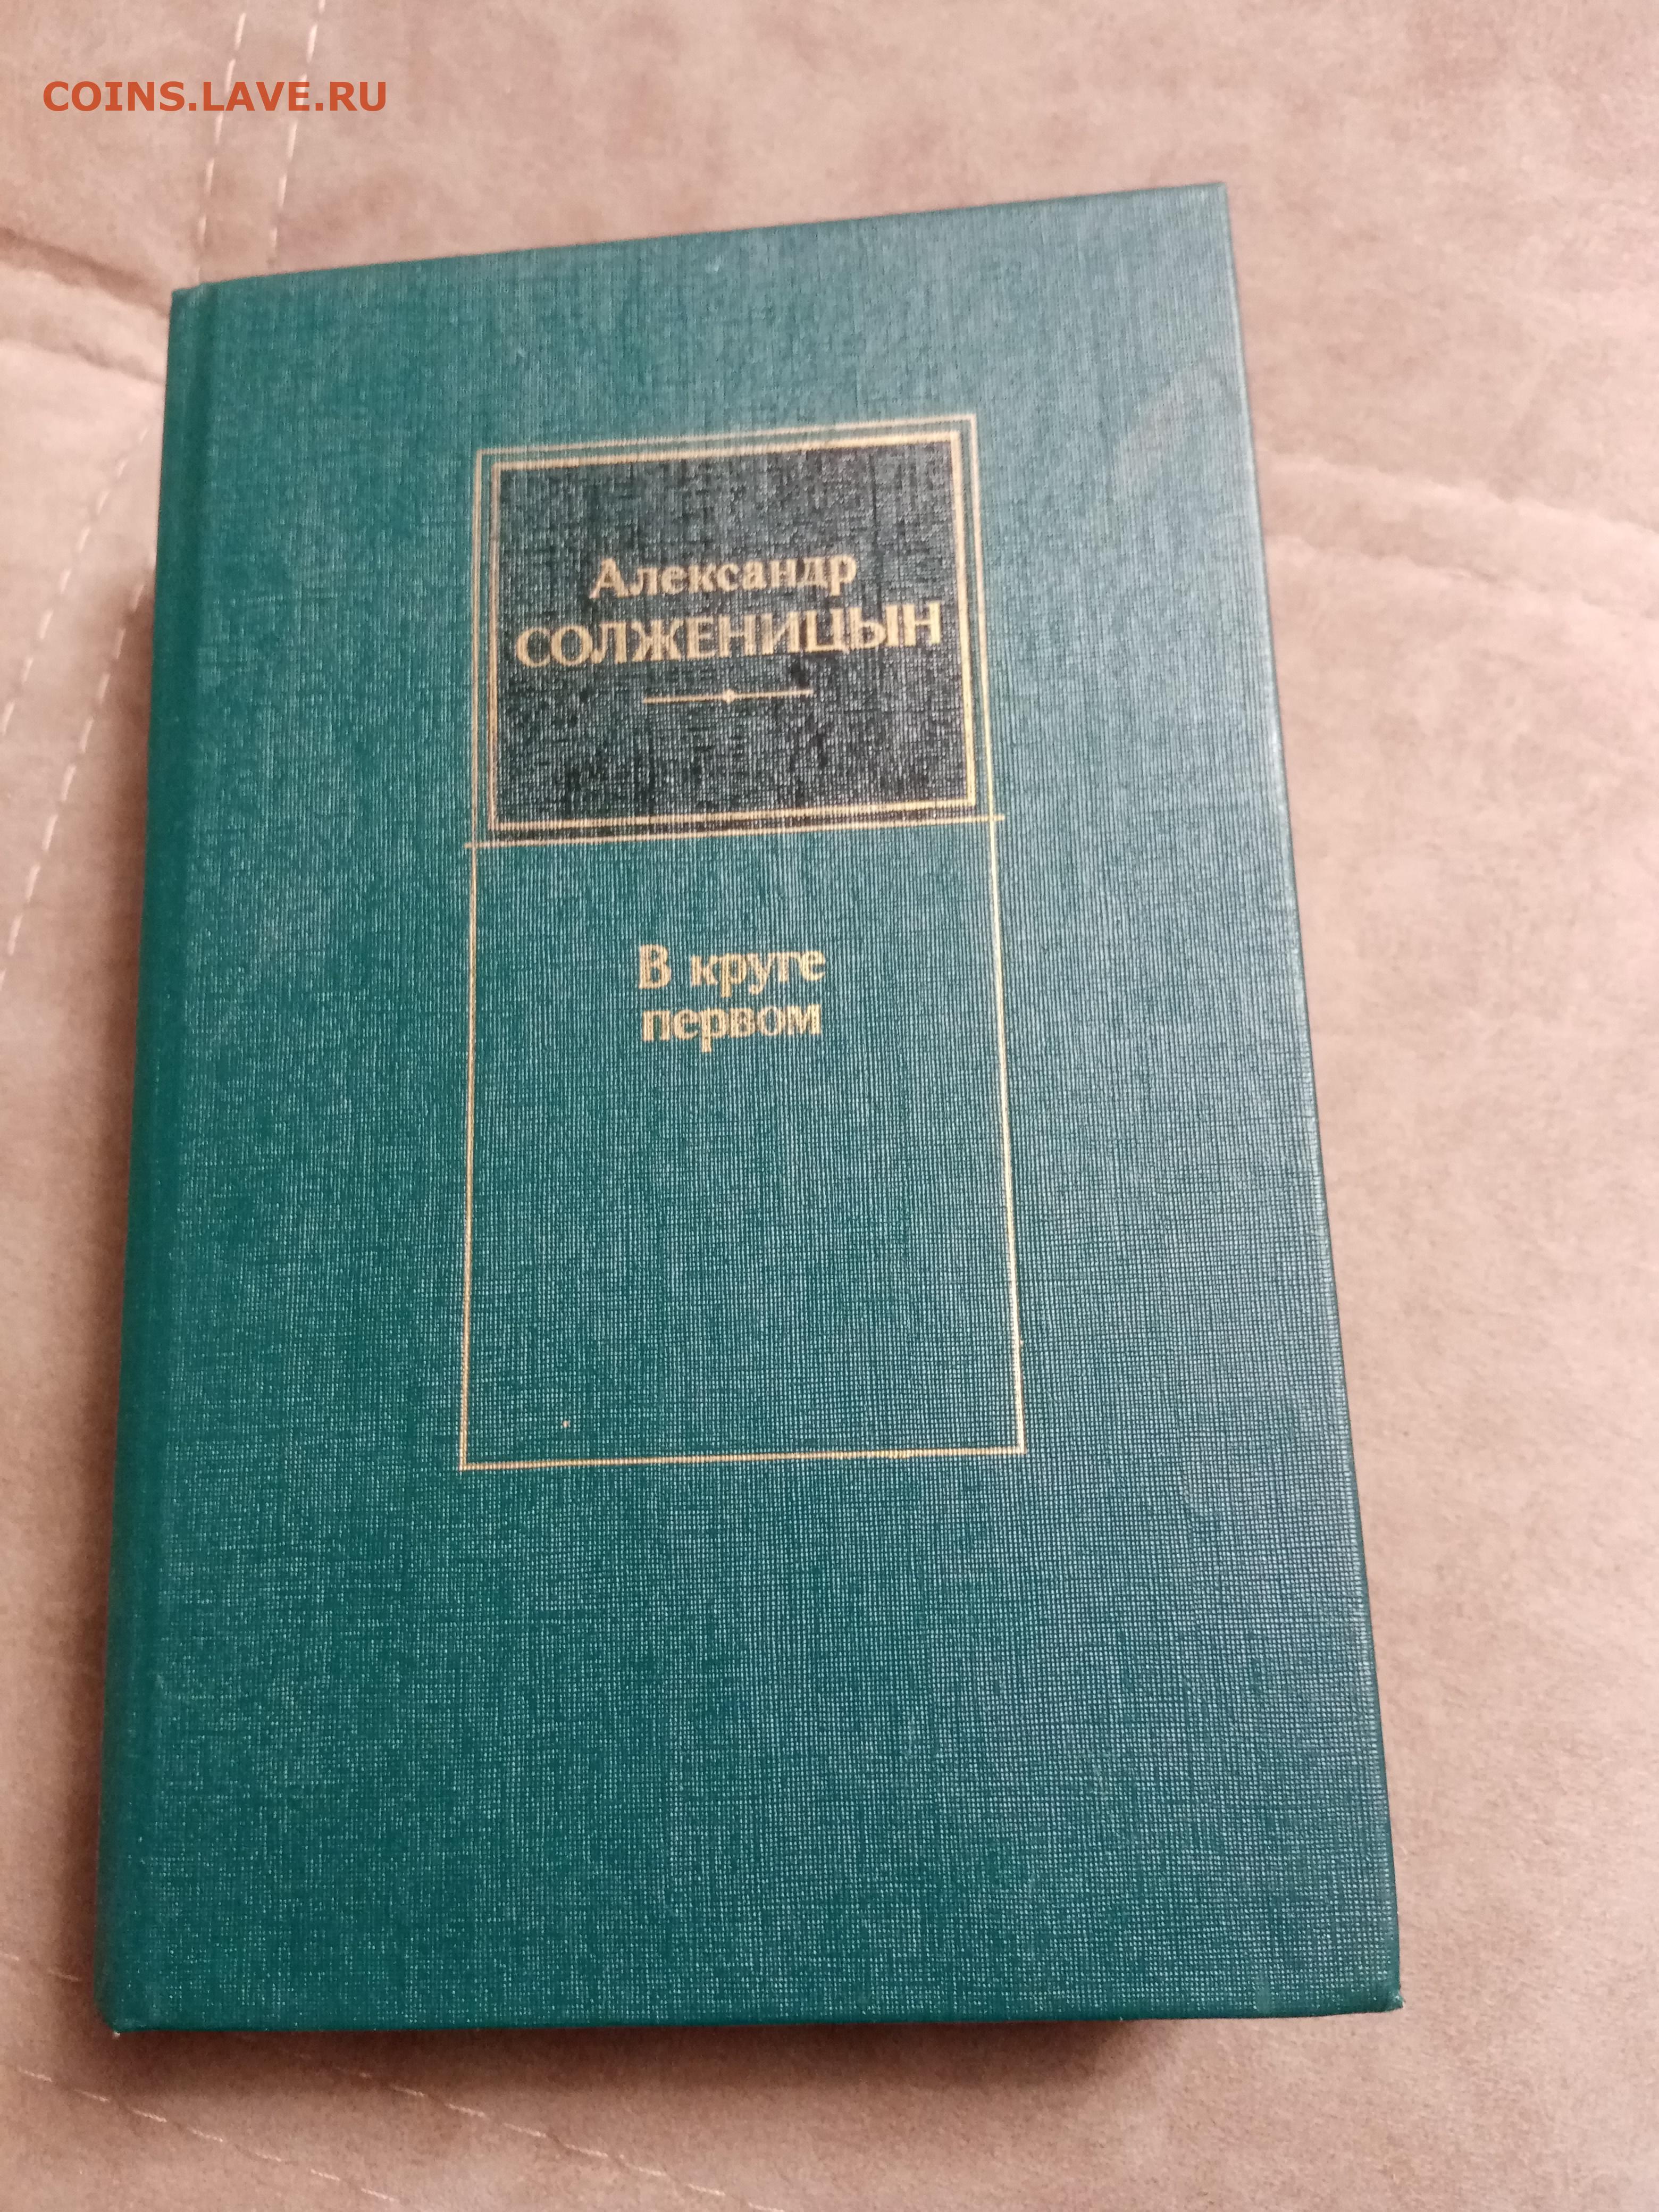 COINS.LAVE.RU
Александр
СОЛЖЕНИЦЫН
В круге
первом